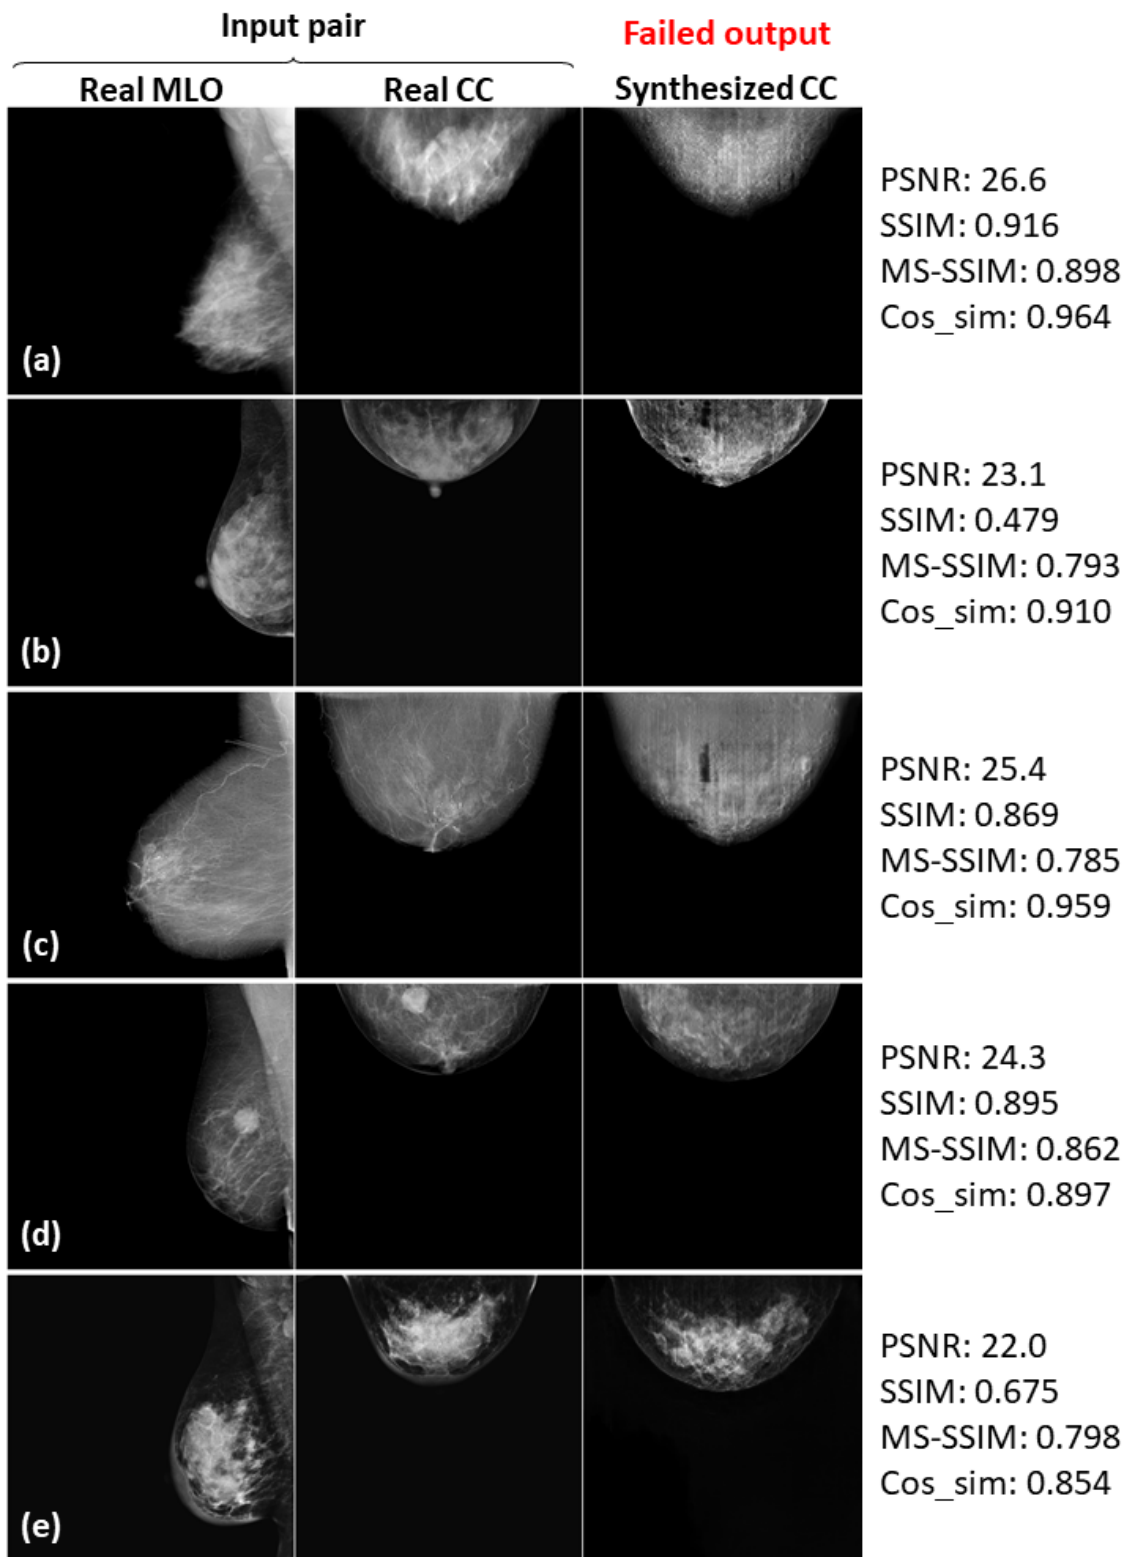 Input pair
Failed output
Real MLO
Real CC
Synthesized CC
(a)
PSNR: 26.6
SSIM: 0.916
MS-SSIM: 0.898
Cos_sim: 0.964
(b)
PSNR: 23.1
SSIM: 0.479
MS-SSIM: 0.793
Cos_sim: 0.910
(c)
PSNR: 25.4
SSIM: 0.869
MS-SSIM: 0.785
Cos_sim: 0.959
(d)
PSNR: 24.3
SSIM: 0.895
MS-SSIM: 0.862
Cos_sim: 0.897
(e)
PSNR: 22.0
SSIM: 0.675
MS-SSIM: 0.798
Cos_sim: 0.854